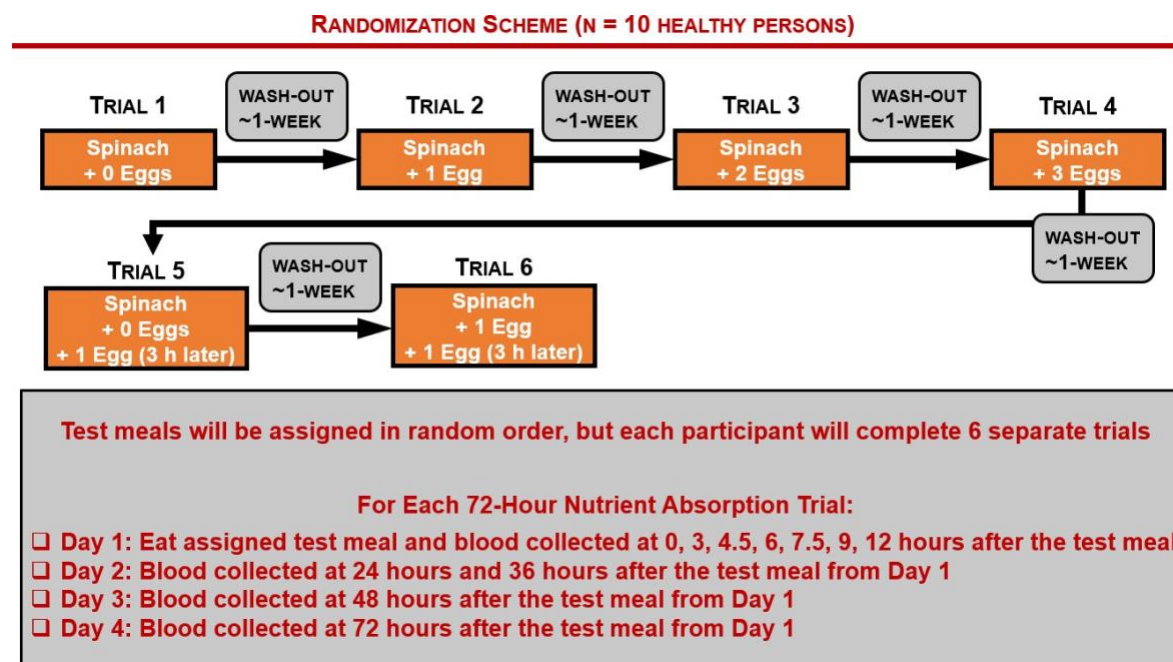 RANDOMIZATION SCHEME (N = 10 HEALTHY PERSONS)
TRIAL 1
WASH-OUT
~1-WEEK
TRIAL 2
WASH-OUT
~1-WEEK
TRIAL 3
WASH-OUT
~1-WEEK
TRIAL 4
Spinach
+ 0 Eggs
Spinach
+ 1 Egg
Spinach
+ 2 Eggs
Spinach
+ 3 Eggs
WASH-OUT
~1-WEEK
TRIAL 5
WASH-OUT
~1-WEEK
TRIAL 6
Spinach
+ 0 Eggs
+ 1 Egg (3 h later)
Spinach
+ 1 Egg
+ 1 Egg (3 h later)
Test meals will be assigned in random order, but each participant will complete 6 separate trials
For Each 72-Hour Nutrient Absorption Trial:
❑ Day 1: Eat assigned test meal and blood collected at 0, 3, 4.5, 6, 7.5, 9, 12 hours after the test meal
❑ Day 2: Blood collected at 24 hours and 36 hours after the test meal from Day 1
❑ Day 3: Blood collected at 48 hours after the test meal from Day 1
❑ Day 4: Blood collected at 72 hours after the test meal from Day 1